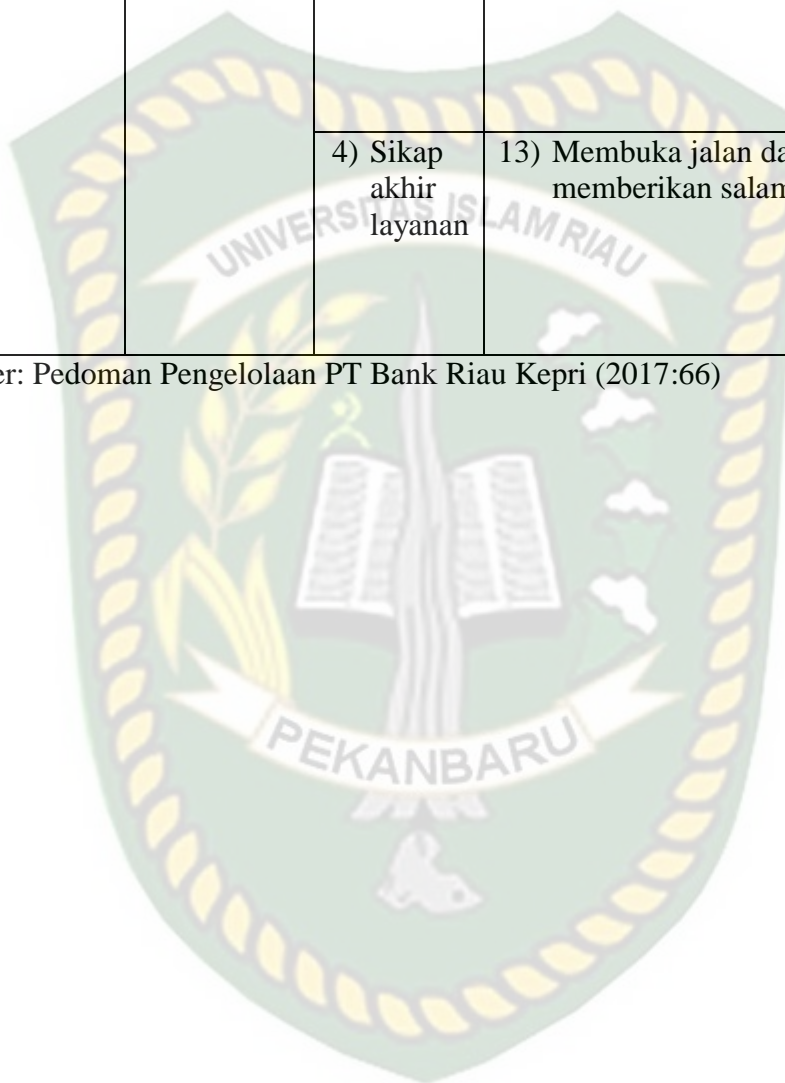 4) Sikap
akhir
layanan
13) Membuka jalan da
memberikan salam
UNIVERSITAS ISLAM RIAU
er: Pedoman Pengelolaan PT Bank Riau Kepri (2017:66)
PEKANBARU